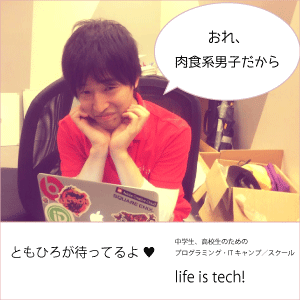 おれ、
肉食系男子だから
SQUARE ENIX
ともひろが待ってるよ♥
中学生、高校生のための
プログラミング・ITキャンプ／スクール
life is tech!